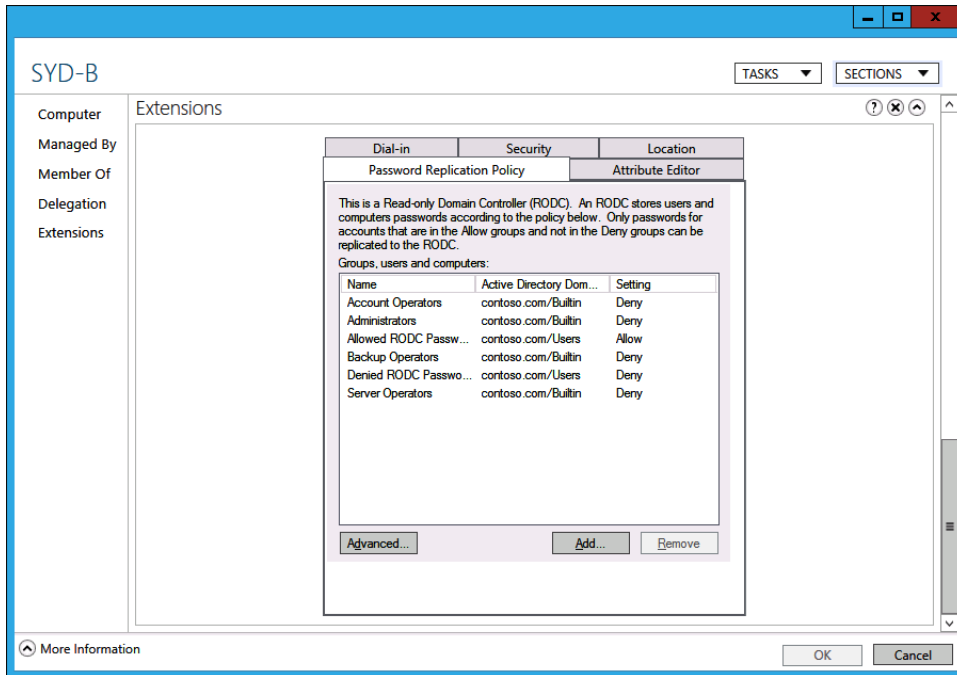 SYD-B
TASKS
SECTIONS
Computer
Managed By
Member Of
Delegation
Extensions
Extensions
Dial-in Security Location
Password Replication Policy Attribute Editor
This is a Read-only Domain Controller (RODC). An RODC stores users and
computers passwords according to the policy below. Only passwords for
accounts that are in the Allow groups and not in the Deny groups can be
replicated to the RODC.
Groups, users and computers:
Name Active Directory Dom... Setting
Account Operators contoso.com/Builtin Deny
Administrators contoso.com/Builtin Deny
Allowed RODC Passw... contoso.com/Users Allow
Backup Operators contoso.com/Builtin Deny
Denied RODC Passwo... contoso.com/Users Deny
Server Operators contoso.com/Builtin Deny
Advanced... Add... Remove
More Information
OK Cancel